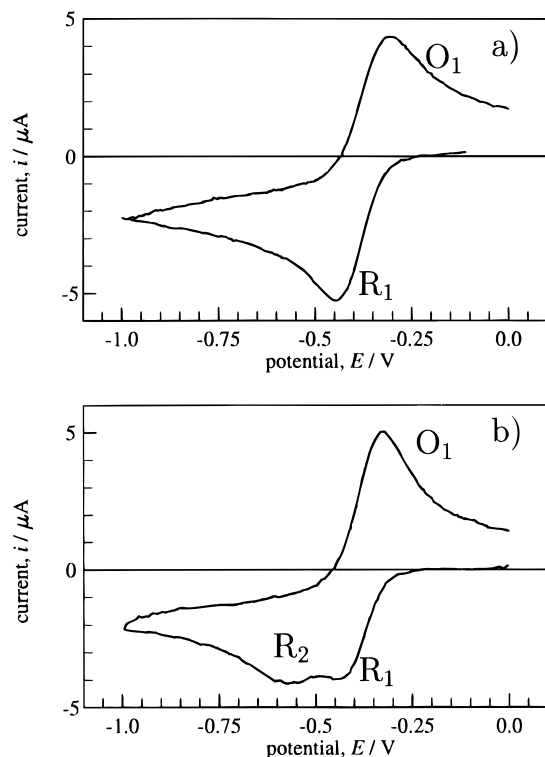 a)
O₁
5
0
-5
current, i / μA
R₁
-1.0 -0.75 -0.5 -0.25 0.0
potential, E / V
b)
O₁
5
0
-5
current, i / μA
R₂
R₁
-1.0 -0.75 -0.5 -0.25 0.0
potential, E / V